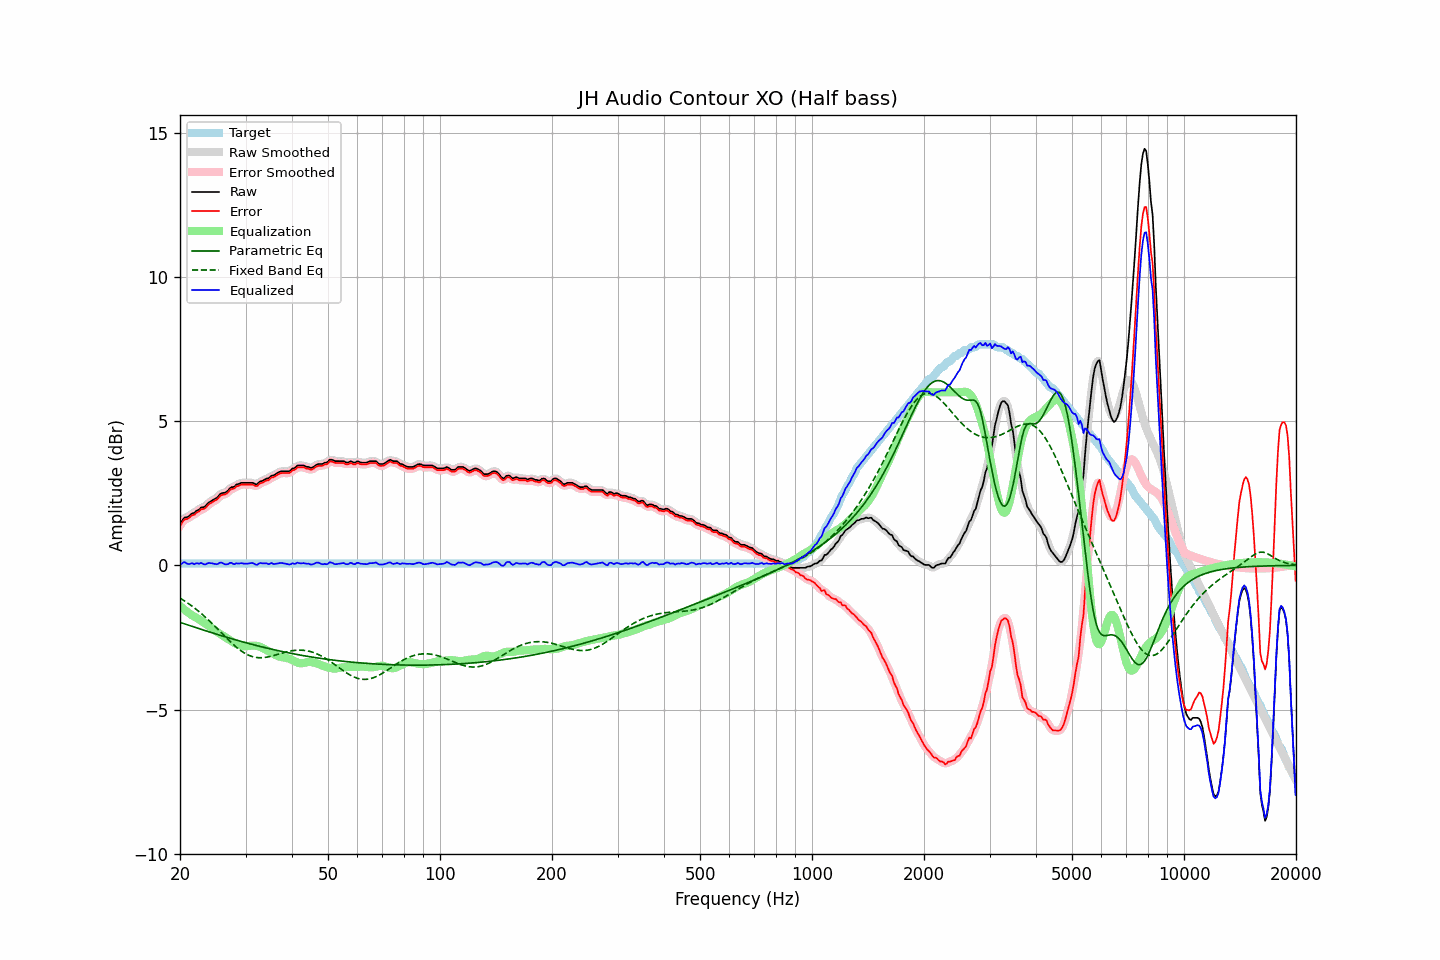 JH Audio Contour XO (Half bass)
Target
Raw Smoothed
Error Smoothed
Raw
Error
Equalization
Parametric Eq
Fixed Band Eq
Equalized
15
10
5
0
−5
−10
Amplitude (dBr)
20 50 100 200 500 1000 2000 5000 10000 20000
Frequency (Hz)